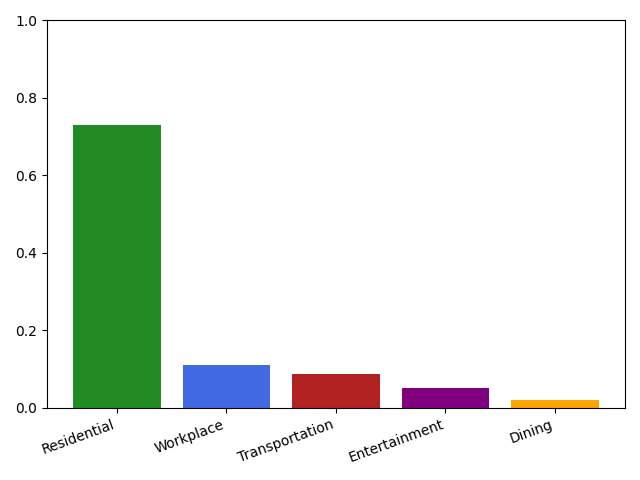 1.0
0.8
0.6
0.4
0.2
0.0
Residential
Workplace
Transportation
Entertainment
Dining